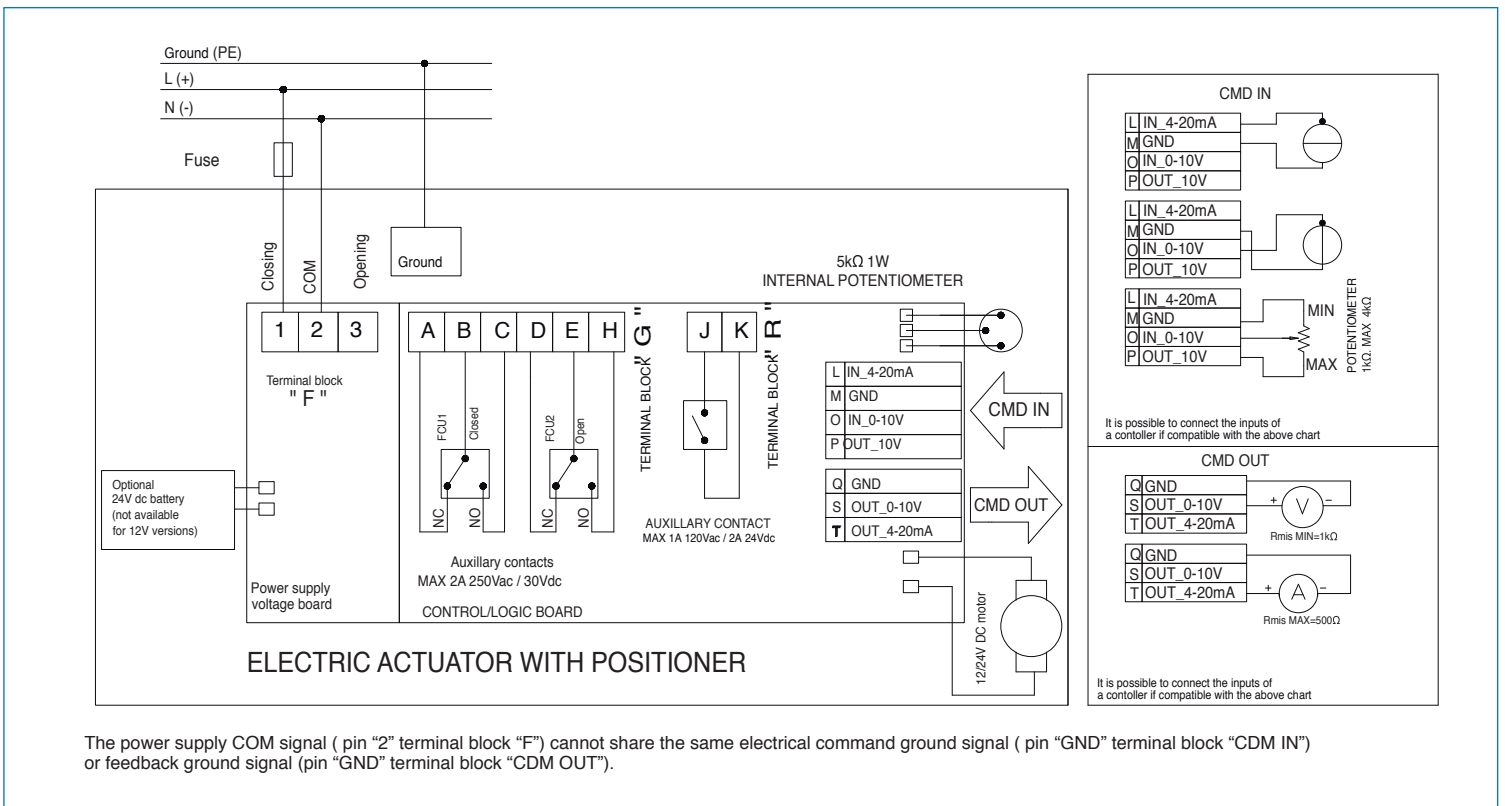 Ground (PE)
L (+)
N (-)
Fuse
Closing
COM
Opening
Ground
5kΩ 1W
INTERNAL POTENTIOMETER
1 2 3
Terminal block
" F "
A B C D E H
TERMINAL BLOCK" G "
J K
TERMINAL BLOCK" R "
FCU1
Closed
NC
NO
FCU2
Open
NC
NO
Auxillary contacts
MAX 2A 250Vac / 30Vdc
AUXILLARY CONTACT
MAX 1A 120Vac / 2A 24Vdc
L IN_4-20mA
M GND
O IN_0-10V
P OUT_10V
CMD IN
Q GND
S OUT_0-10V
T OUT_4-20mA
CMD OUT
Optional
24V dc battery
(not available
for 12V versions)
Power supply
voltage board
CONTROL/LOGIC BOARD
12/24V DC motor
ELECTRIC ACTUATOR WITH POSITIONER
CMD IN
L IN_4-20mA
M GND
O IN_0-10V
P OUT_10V
L IN_4-20mA
M GND
O IN_0-10V
P OUT_10V
L IN_4-20mA
M GND
O IN_0-10V
P OUT_10V
MIN
MAX
POTENTIOMETER
1kΩ. MAX 4kΩ
It is possible to connect the inputs of
a contoller if compatible with the above chart
CMD OUT
Q GND
S OUT_0-10V
T OUT_4-20mA
+ V –
Rmis MIN=1kΩ
Q GND
S OUT_0-10V
T OUT_4-20mA
+ A –
Rmis MAX=500Ω
It is possible to connect the inputs of
a contoller if compatible with the above chart
The power supply COM signal ( pin “2” terminal block “F”) cannot share the same electrical command ground signal ( pin “GND” terminal block “CDM IN”)
or feedback ground signal (pin “GND” terminal block “CDM OUT”).